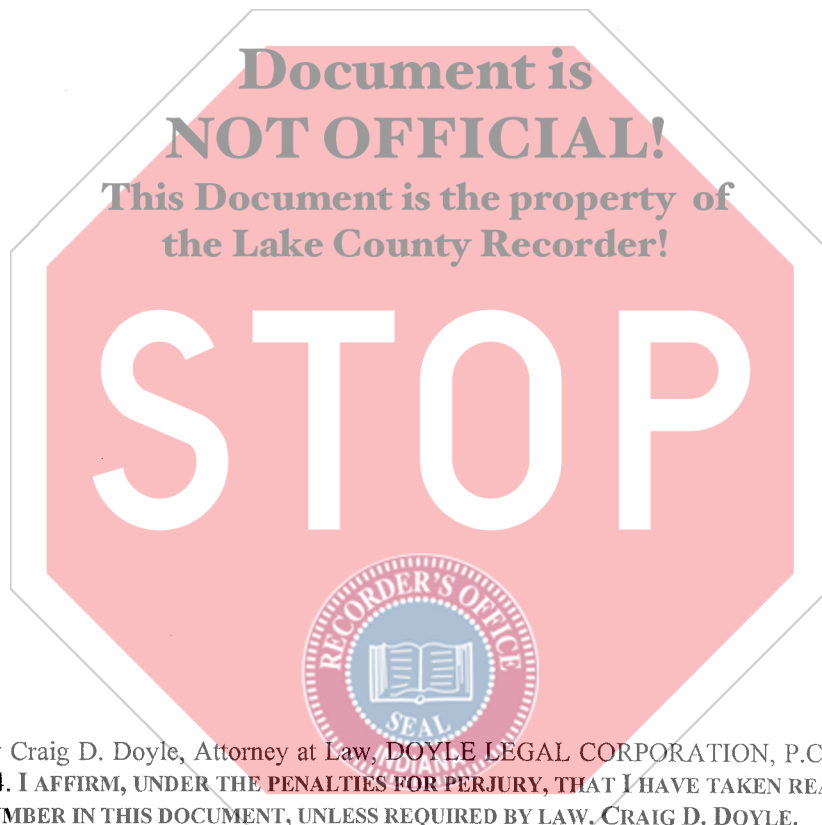 Document is
NOT OFFICIAL!
This Document is the property of
the Lake County Recorder!
STOP
RECORDER'S OFFICE
SEAL
INDIANA
Craig D. Doyle, Attorney at Law, DOYLE LEGAL CORPORATION, P.C
. I AFFIRM, UNDER THE PENALTIES FOR PERJURY, THAT I HAVE TAKEN REA
MBER IN THIS DOCUMENT, UNLESS REQUIRED BY LAW. CRAIG D. DOYLE.